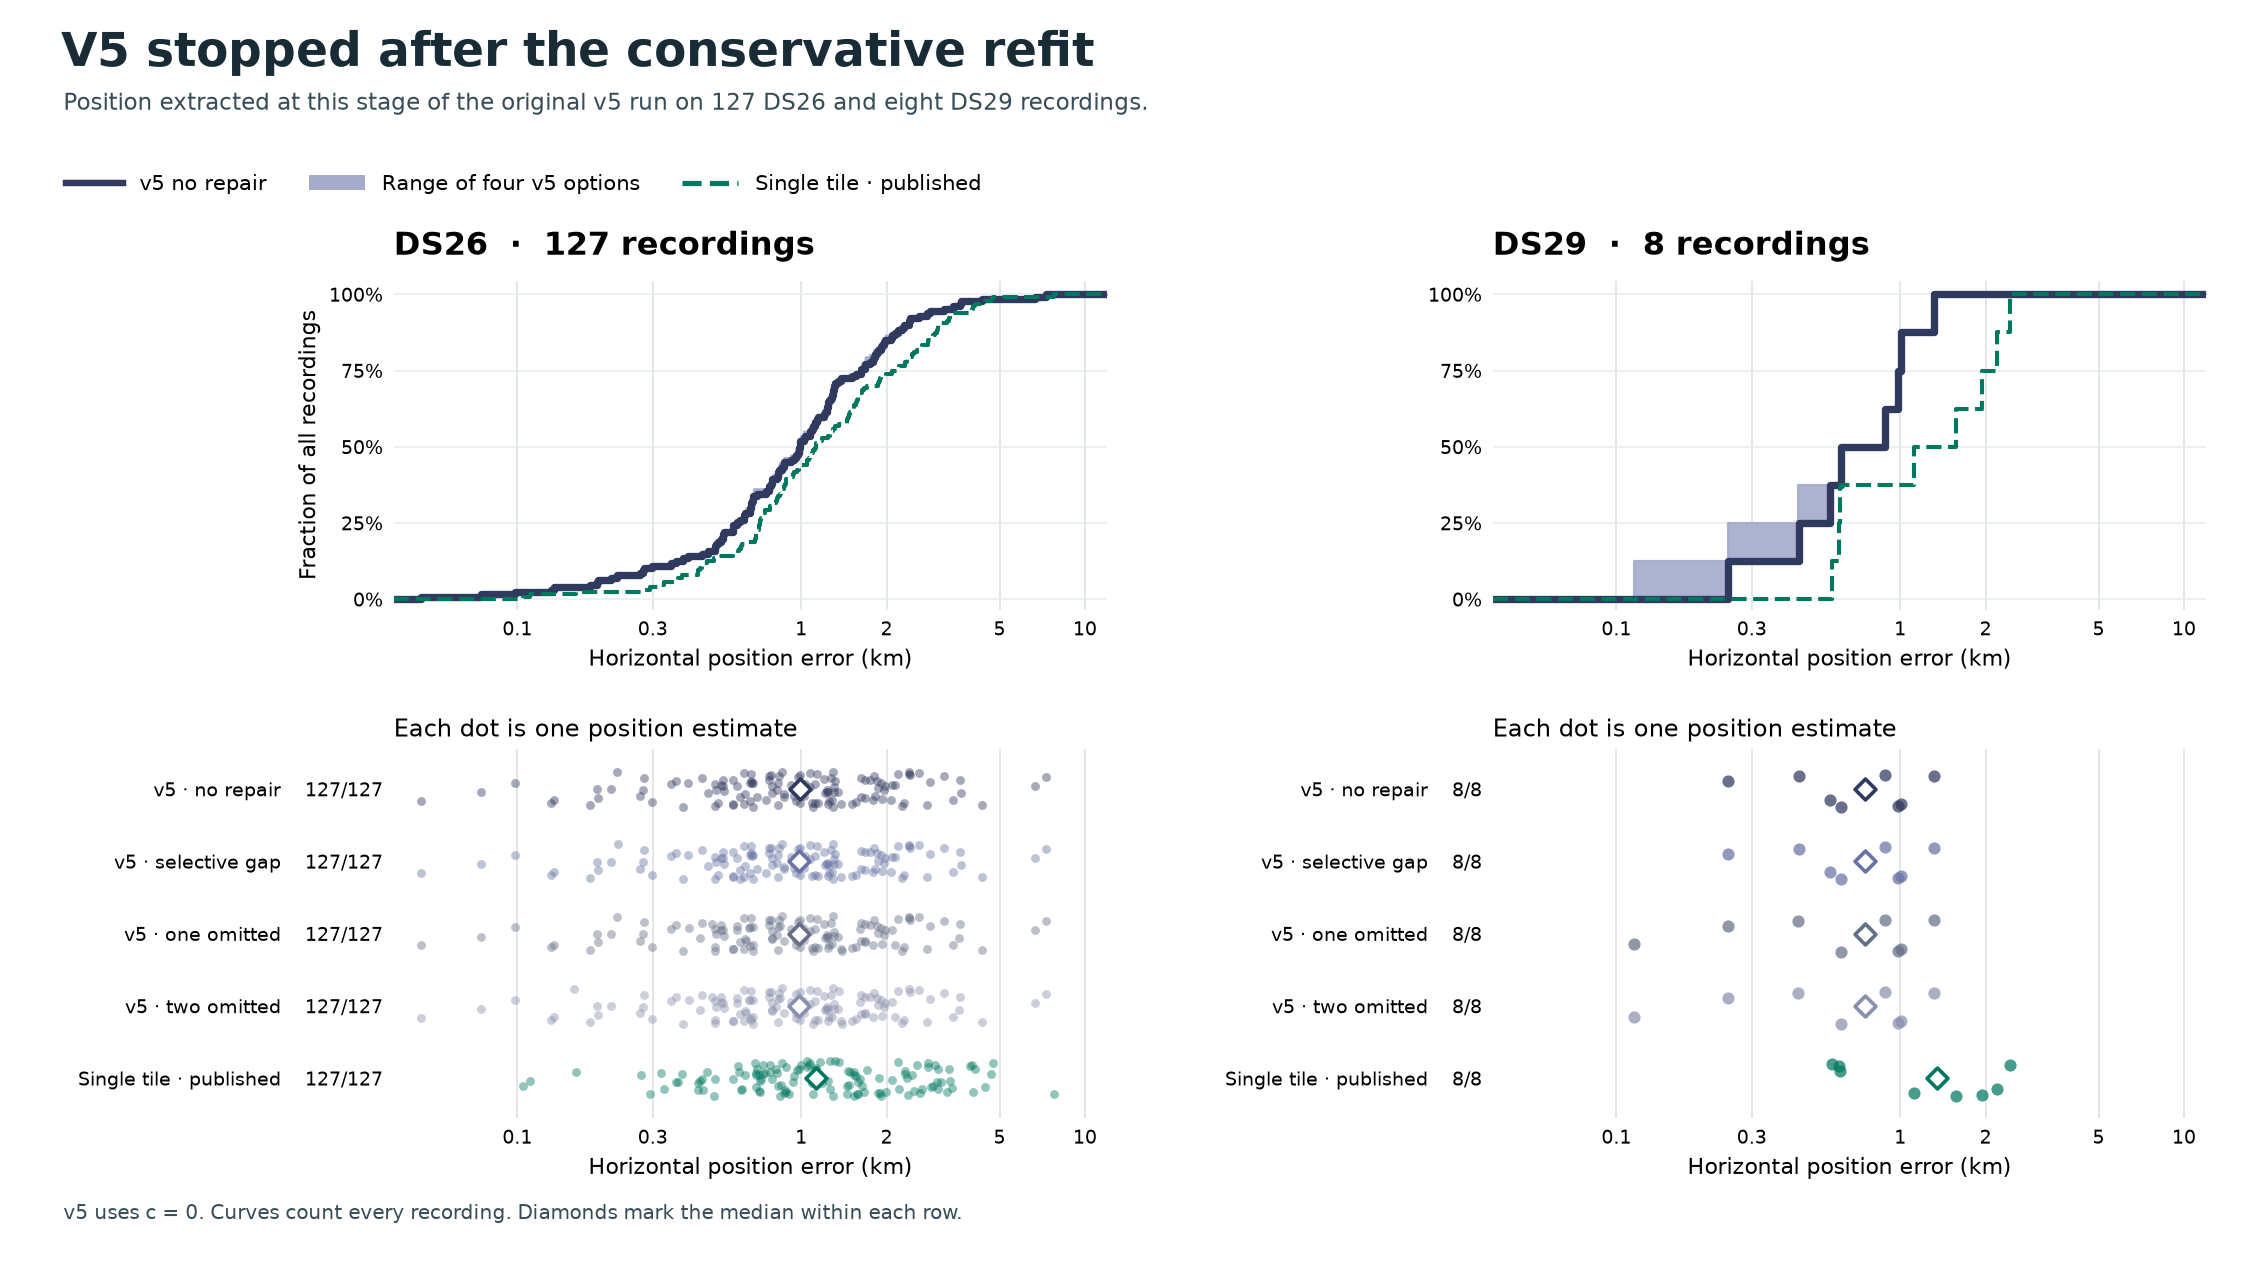 V5 stopped after the conservative refit
Position extracted at this stage of the original v5 run on 127 DS26 and eight DS29 recordings.
v5 no repair
Range of four v5 options
Single tile · published
DS26 · 127 recordings
100%
75%
50%
25%
0%
Fraction of all recordings
0.1 0.3 1 2 5 10
Horizontal position error (km)
DS29 · 8 recordings
100%
75%
50%
25%
0%
0.1 0.3 1 2 5 10
Horizontal position error (km)
Each dot is one position estimate
v5 · no repair 127/127
v5 · selective gap 127/127
v5 · one omitted 127/127
v5 · two omitted 127/127
Single tile · published 127/127
0.1 0.3 1 2 5 10
Horizontal position error (km)
Each dot is one position estimate
v5 · no repair 8/8
v5 · selective gap 8/8
v5 · one omitted 8/8
v5 · two omitted 8/8
Single tile · published 8/8
0.1 0.3 1 2 5 10
Horizontal position error (km)
v5 uses c = 0. Curves count every recording. Diamonds mark the median within each row.